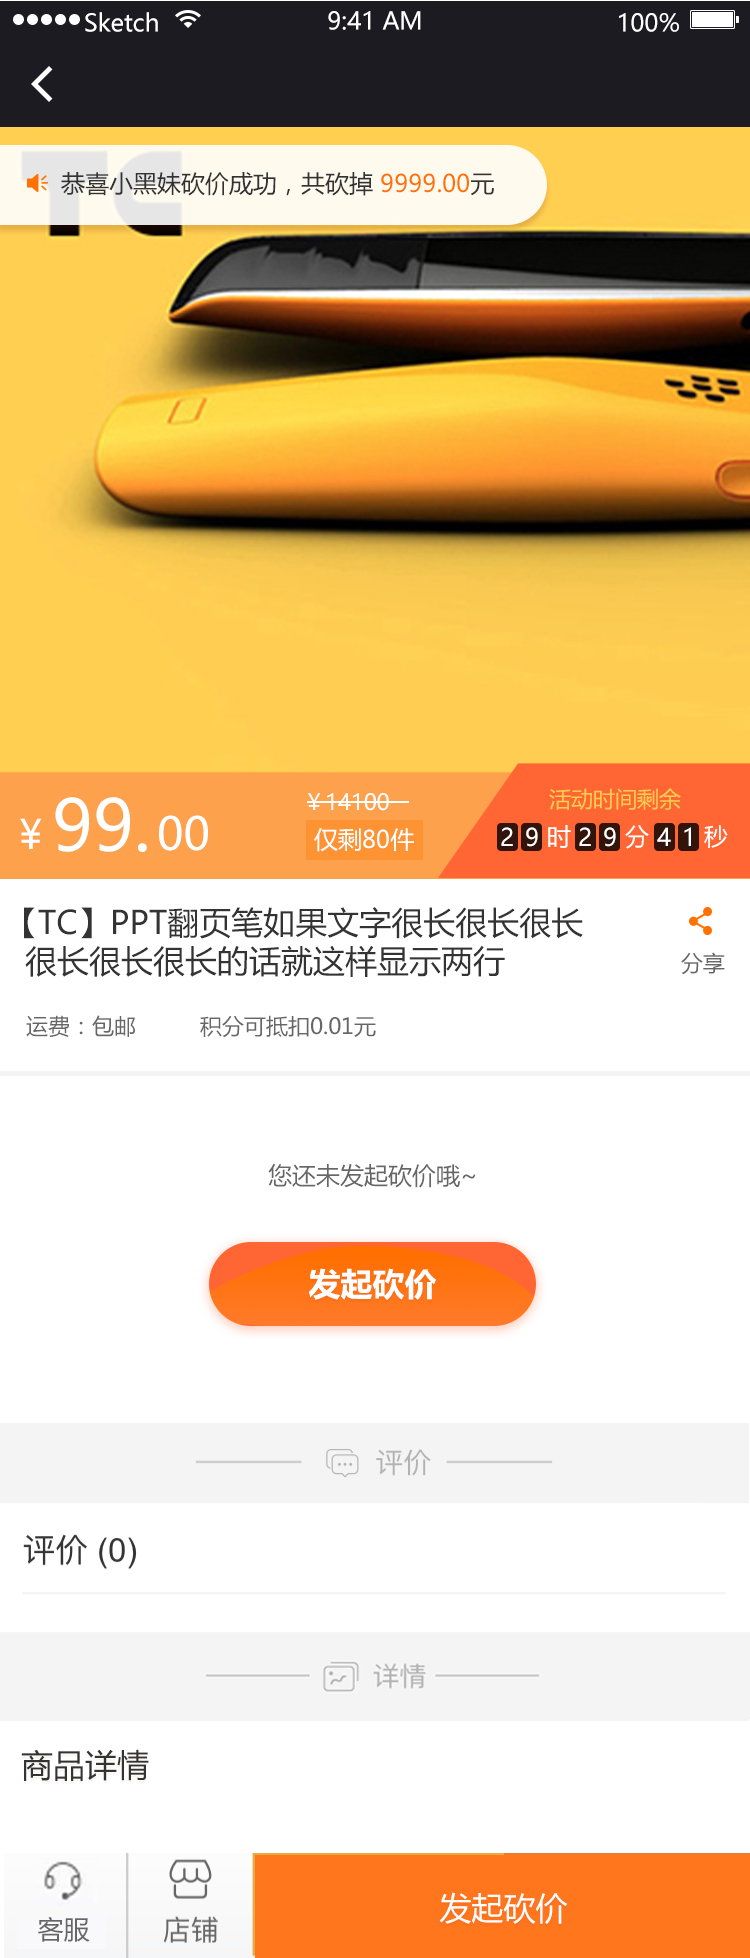 Sketch 9:41 AM 100%
TC
恭喜小黑妹砍价成功，共砍掉 9999.00元
¥ 99.00
¥14100
仅剩80件
活动时间剩余
29时29分41秒
【TC】PPT翻页笔如果文字很长很长很长
很长很长很长的话就这样显示两行
分享
运费：包邮 积分可抵扣0.01元
您还未发起砍价哦~
发起砍价
评价
评价 (0)
详情
商品详情
客服 店铺 发起砍价